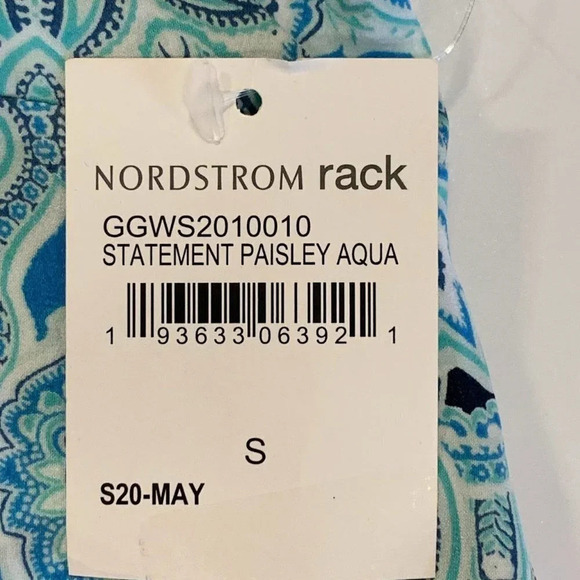 NORDSTROM rack
GGWS2010010
STATEMENT PAISLEY AQUA
1 93633 06392 1
S
S20-MAY